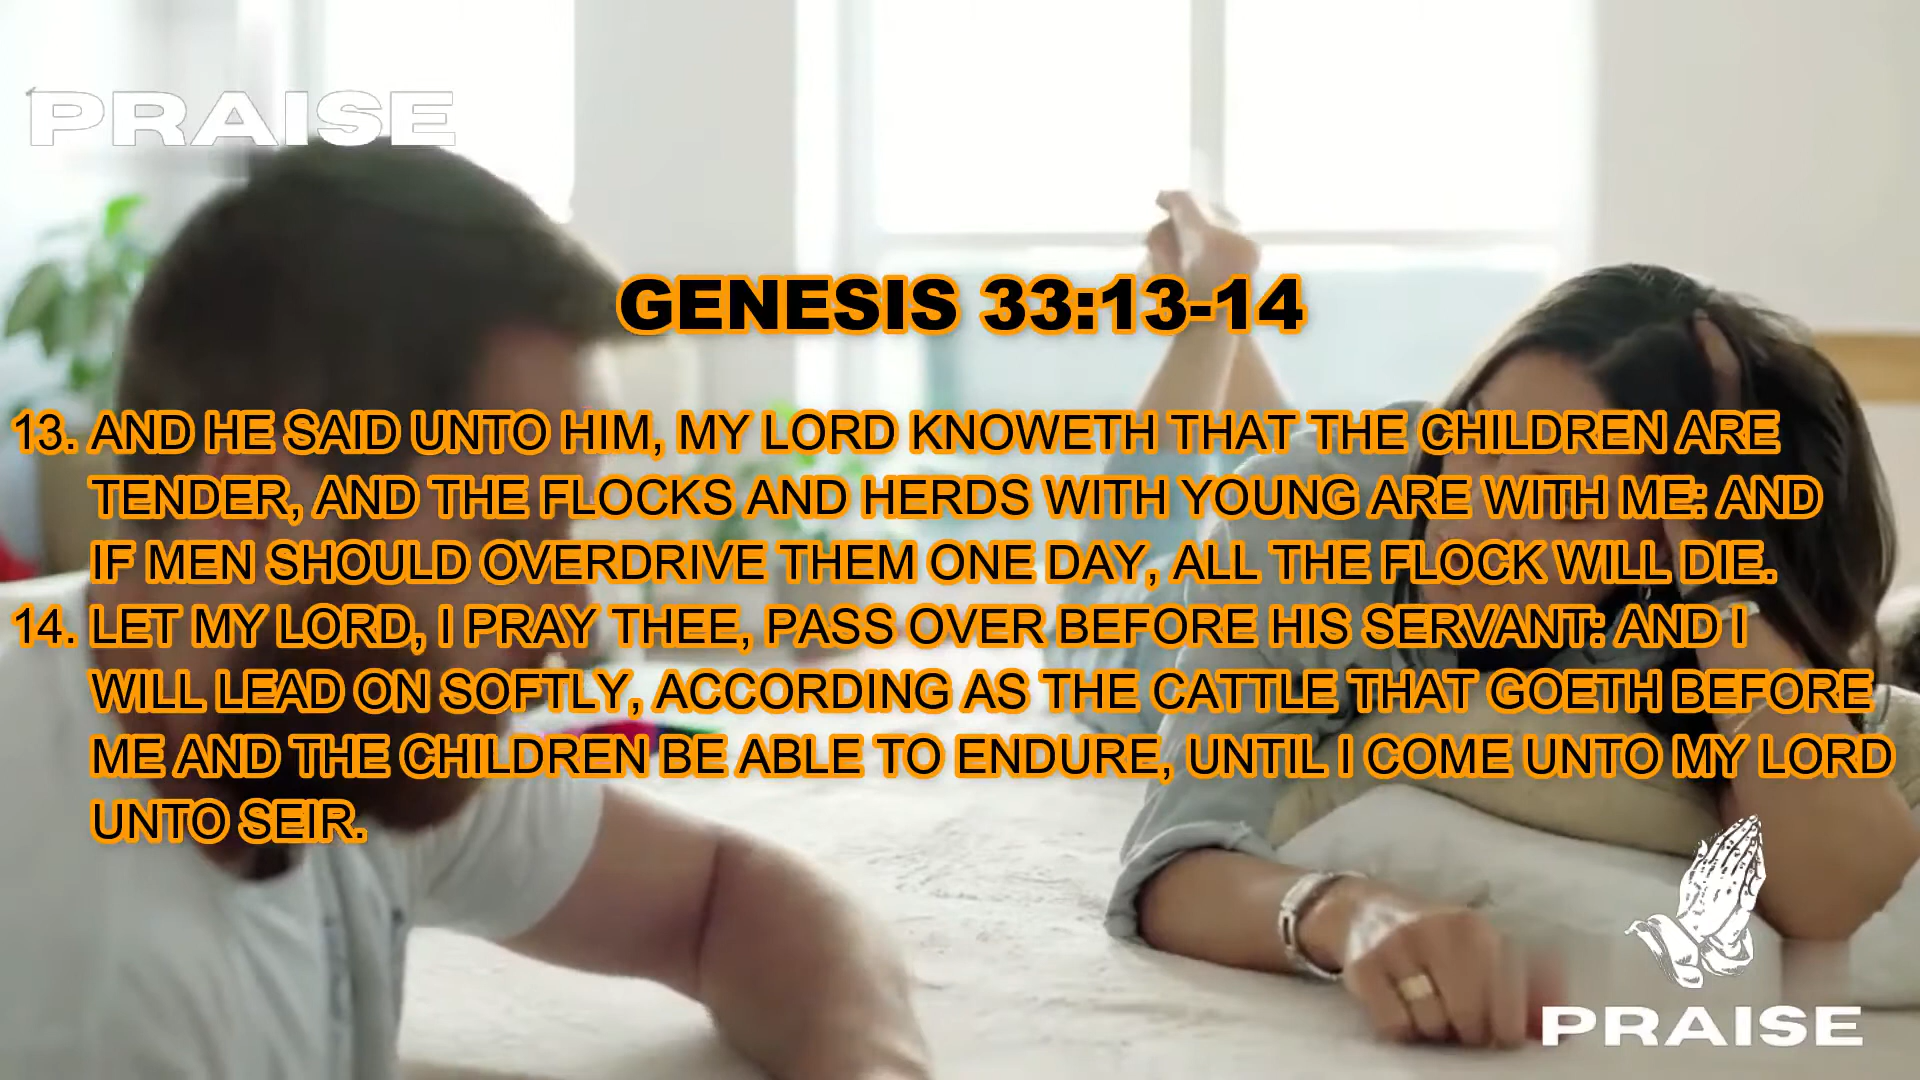 PRAISE
GENESIS 33:13-14
13. AND HE SAID UNTO HIM, MY LORD KNOWETH THAT THE CHILDREN ARE
TENDER, AND THE FLOCKS AND HERDS WITH YOUNG ARE WITH ME: AND
IF MEN SHOULD OVERDRIVE THEM ONE DAY, ALL THE FLOCK WILL DIE.
14. LET MY LORD, I PRAY THEE, PASS OVER BEFORE HIS SERVANT: AND I
WILL LEAD ON SOFTLY, ACCORDING AS THE CATTLE THAT GOETH BEFORE
ME AND THE CHILDREN BE ABLE TO ENDURE, UNTIL I COME UNTO MY LORD
UNTO SEIR.
PRAISE